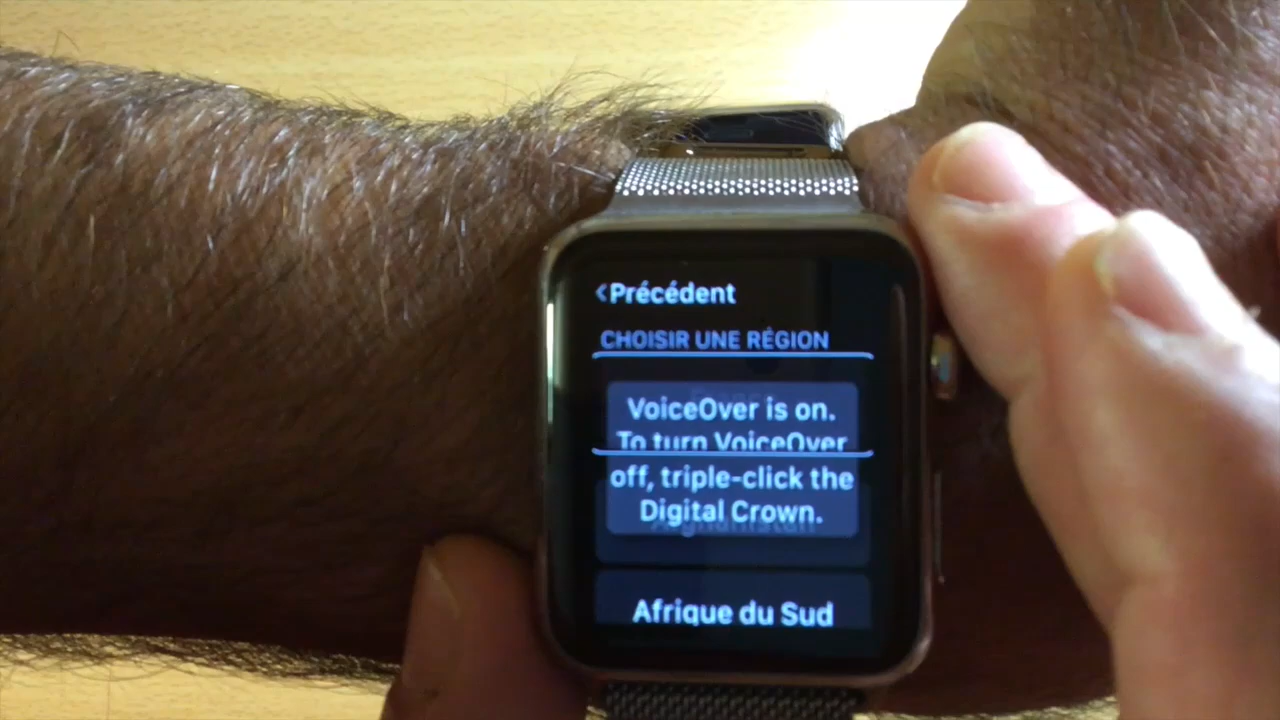 <Précédent
CHOISIR UNE RÉGION
VoiceOver is on.
To turn VoiceOver
off, triple-click the
Digital Crown.
Afrique du Sud